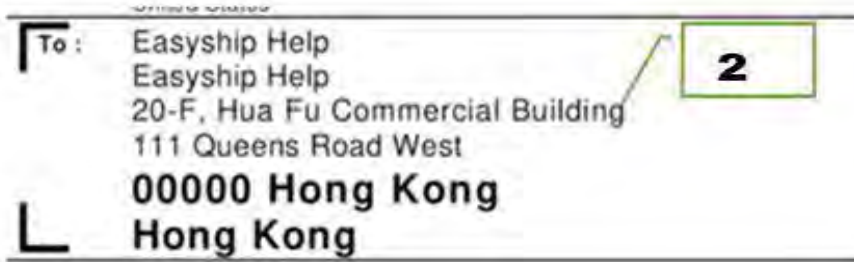 To :
Easyship Help
Easyship Help
20-F, Hua Fu Commercial Building
111 Queens Road West
00000 Hong Kong
Hong Kong
2